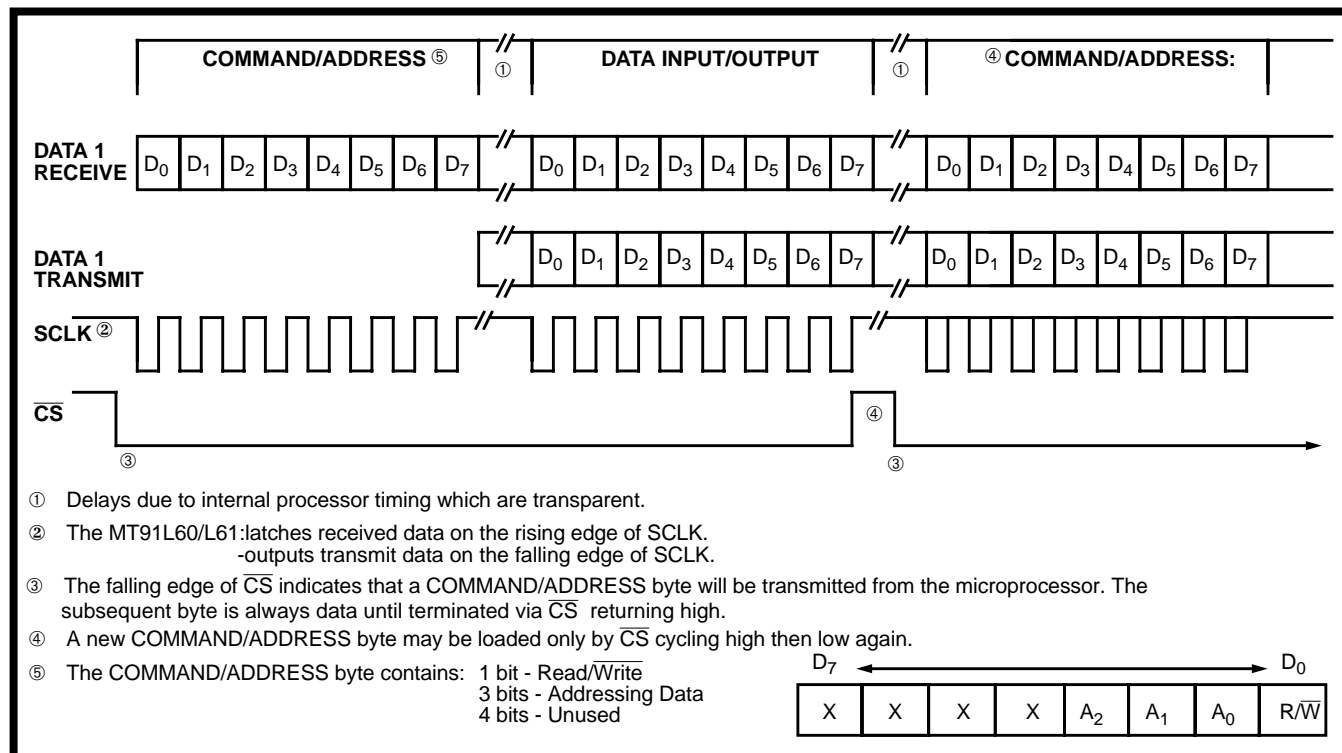 COMMAND/ADDRESS ⑤ ① DATA INPUT/OUTPUT ① ④ COMMAND/ADDRESS:
DATA 1
RECEIVE D0 D1 D2 D3 D4 D5 D6 D7 D0 D1 D2 D3 D4 D5 D6 D7 D0 D1 D2 D3 D4 D5 D6 D7
DATA 1
TRANSMIT D0 D1 D2 D3 D4 D5 D6 D7 D0 D1 D2 D3 D4 D5 D6 D7
SCLK ②
C̅S̅ ④
③ ③
① Delays due to internal processor timing which are transparent.
② The MT91L60/L61:latches received data on the rising edge of SCLK.
-outputs transmit data on the falling edge of SCLK.
③ The falling edge of C̅S̅ indicates that a COMMAND/ADDRESS byte will be transmitted from the microprocessor. The
subsequent byte is always data until terminated via C̅S̅ returning high.
④ A new COMMAND/ADDRESS byte may be loaded only by C̅S̅ cycling high then low again.
⑤ The COMMAND/ADDRESS byte contains: 1 bit - Read/W̅r̅i̅t̅e̅
3 bits - Addressing Data
4 bits - Unused
D7 D0
X X X X A2 A1 A0 R/W̅